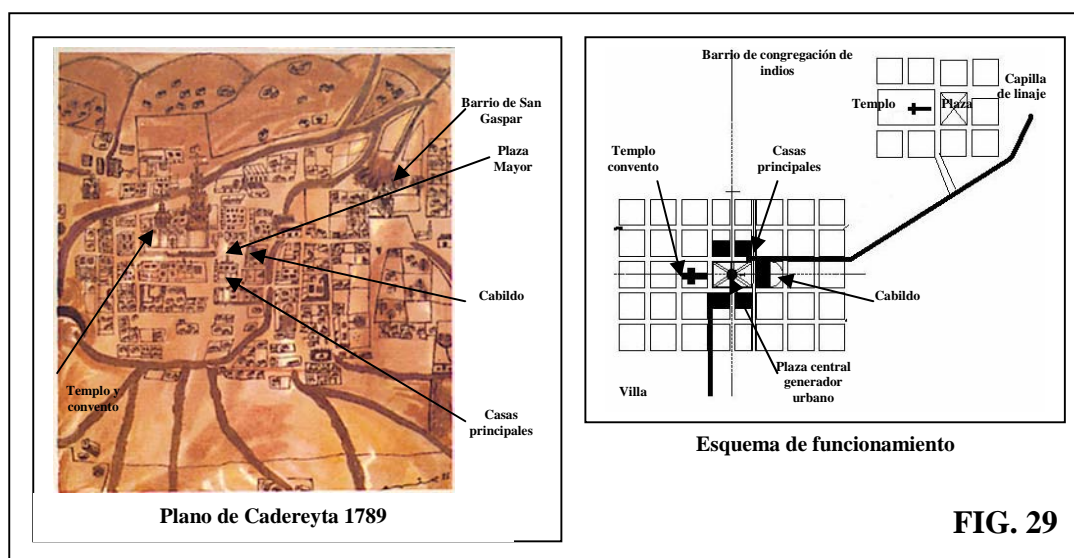 Barrio de San
Gaspar
Plaza
Mayor
Cabildo
Templo y
convento
Casas
principales
Plano de Cadereyta 1789
Barrio de congregación de
indios
Capilla
de linaje
Templo
Plaza
Templo
convento
Casas
principales
Cabildo
Plaza central
generador
urbano
Villa
Esquema de funcionamiento
FIG. 29